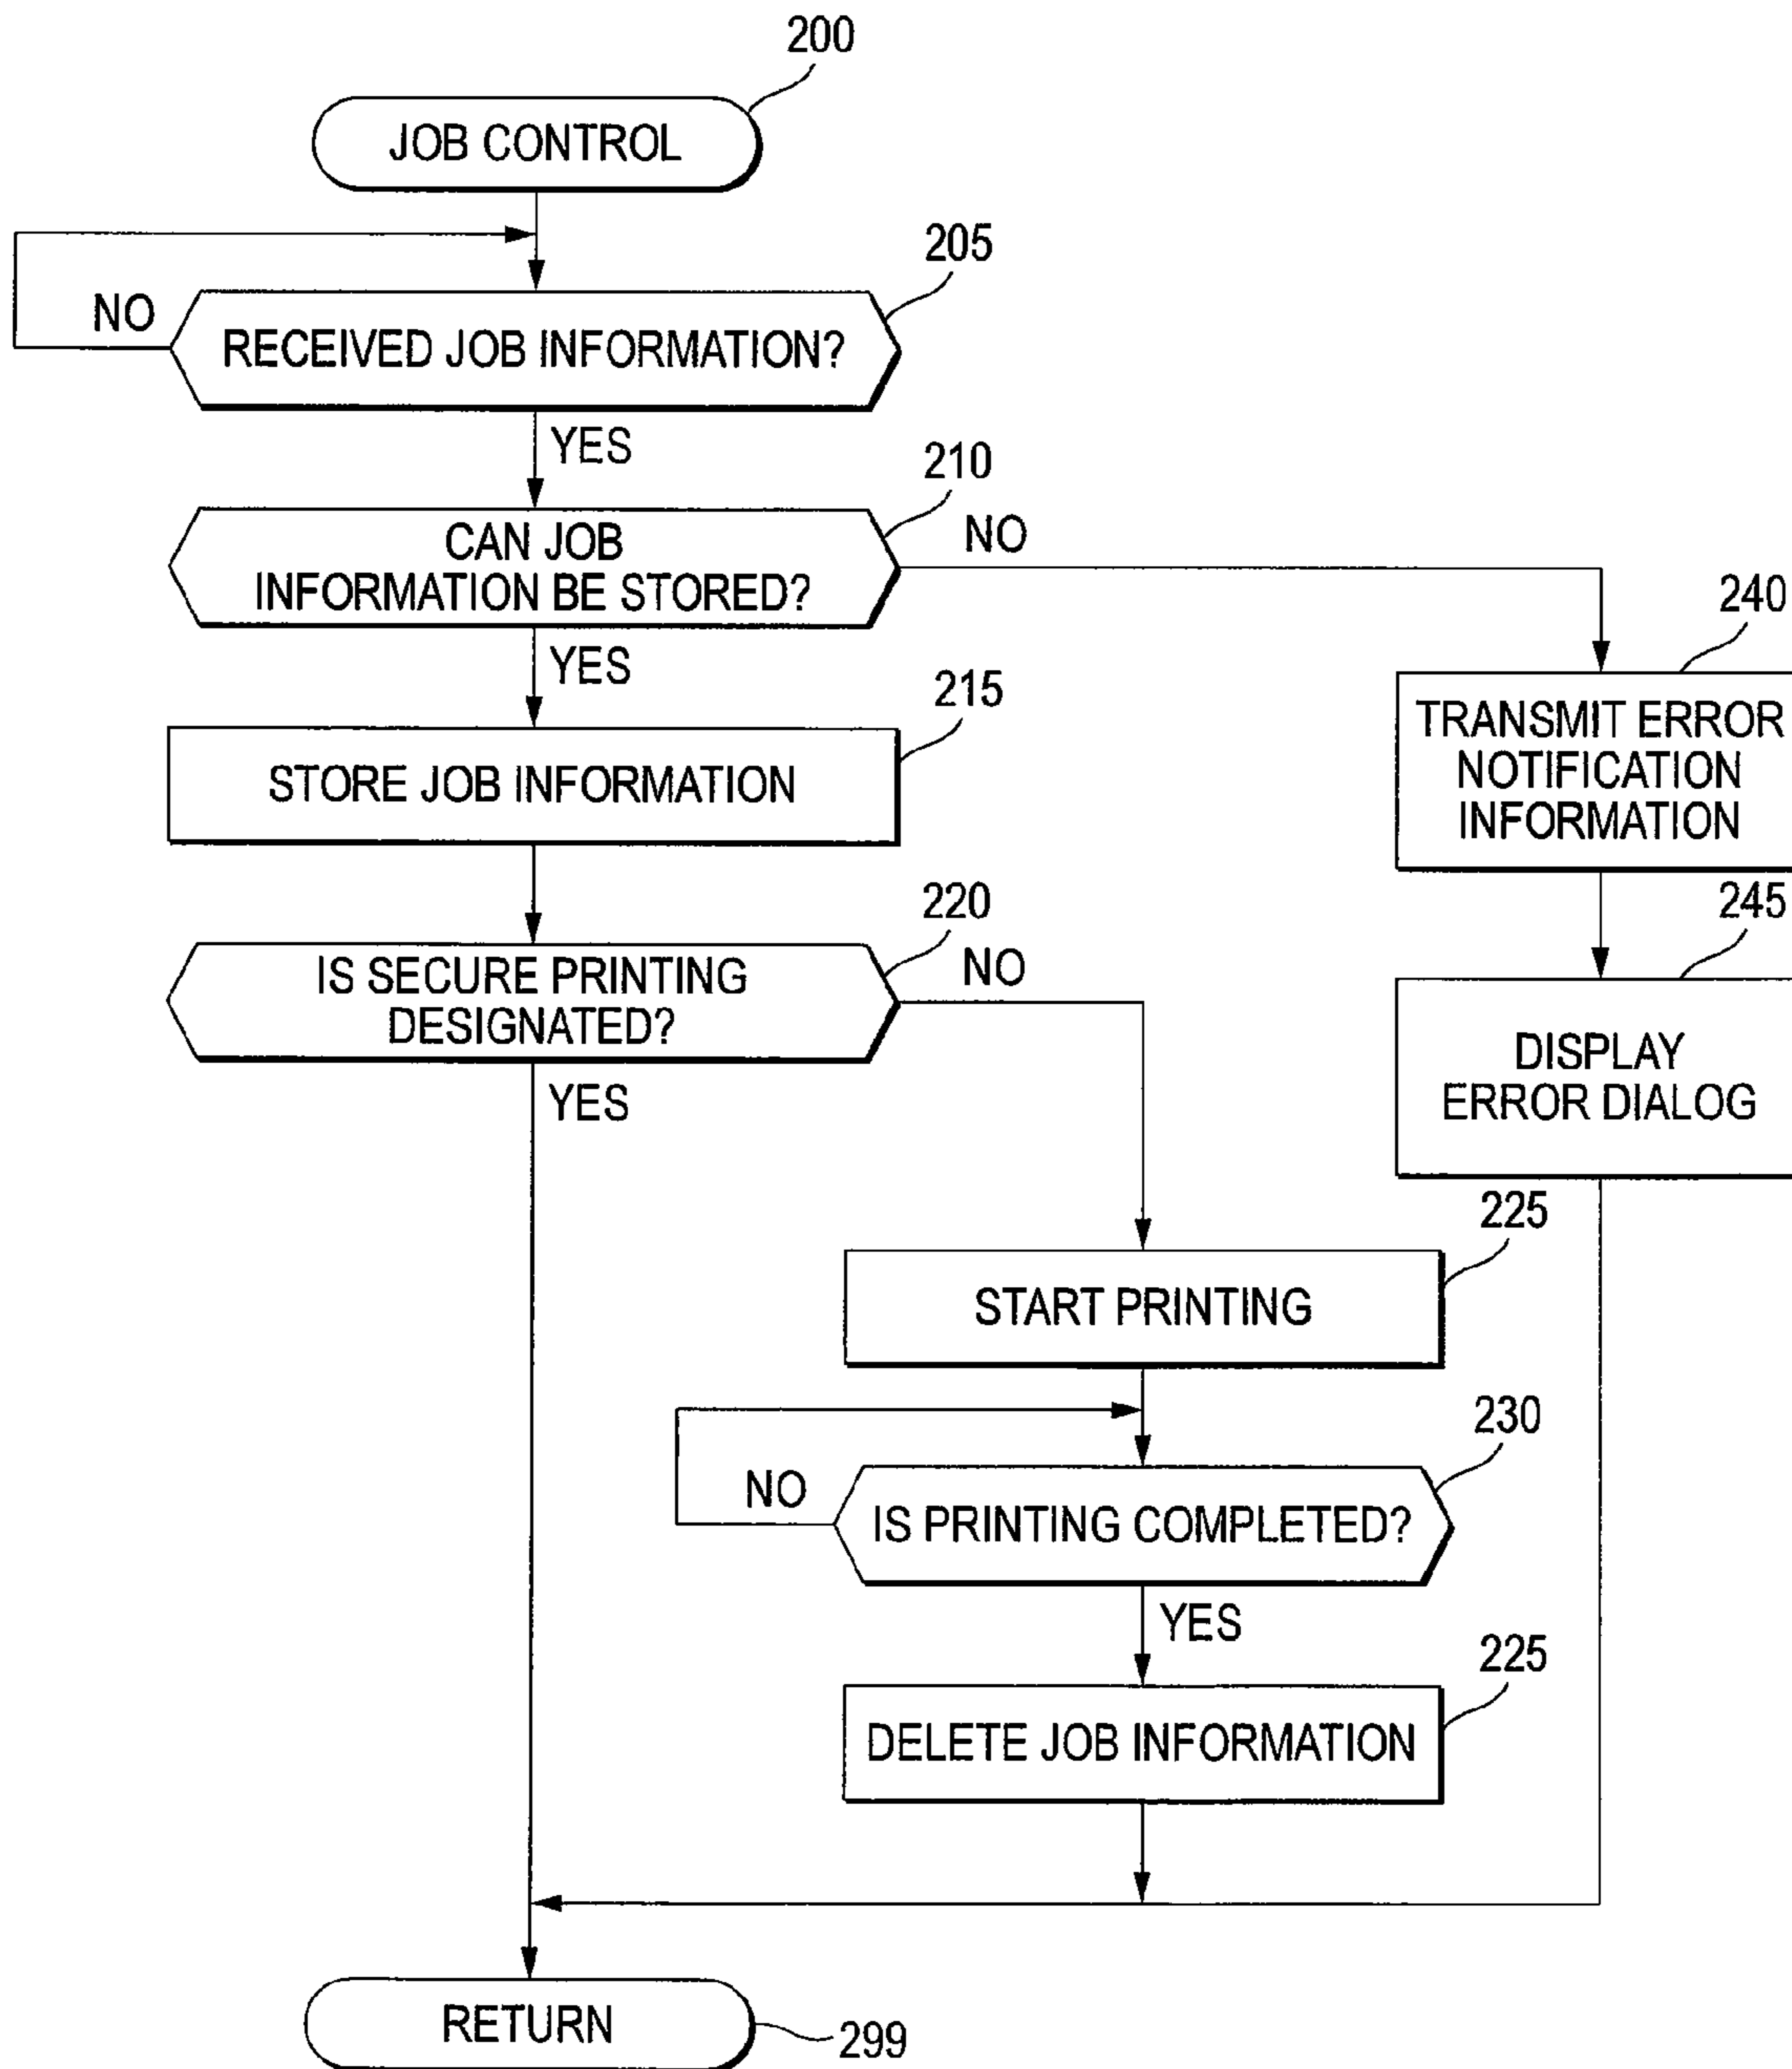 200
JOB CONTROL
205
NO
RECEIVED JOB INFORMATION?
YES
210
CAN JOB
INFORMATION BE STORED?
NO
YES
240
TRANSMIT ERROR
NOTIFICATION
INFORMATION
215
STORE JOB INFORMATION
220
IS SECURE PRINTING
DESIGNATED?
NO
YES
245
DISPLAY
ERROR DIALOG
225
START PRINTING
230
NO
IS PRINTING COMPLETED?
YES
225
DELETE JOB INFORMATION
RETURN
299